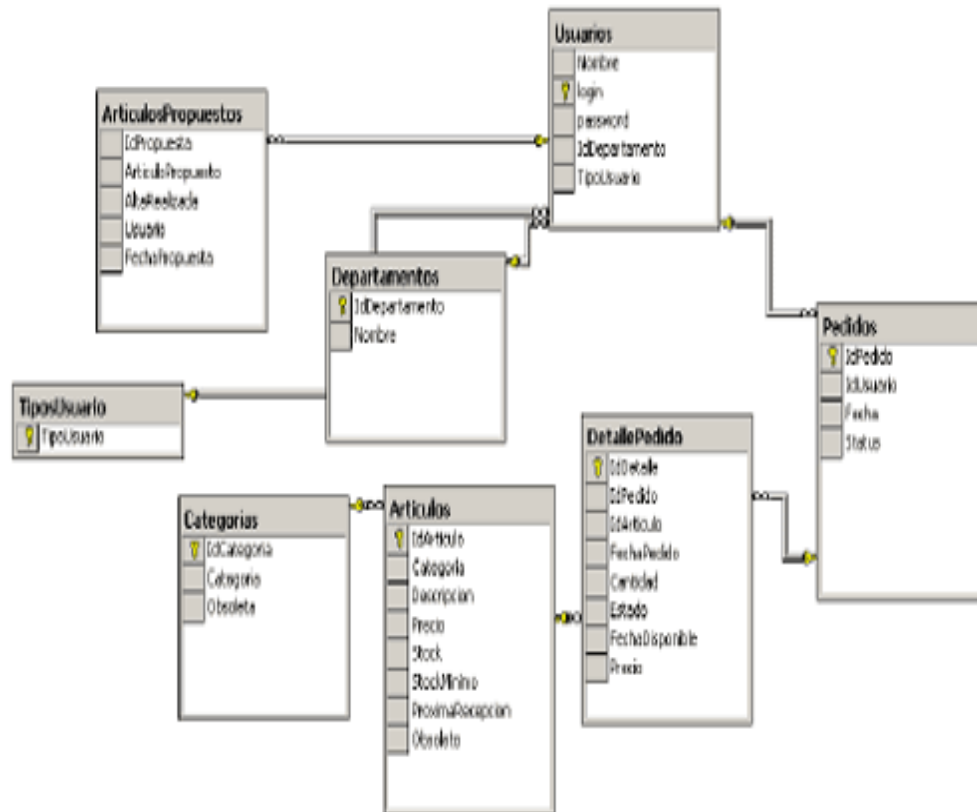 Usuarios
Nombre
login
password
IdDepartamento
TipoUsuario
ArticulosPropuestos
IdPropuesta
ArticuloPropuesto
AltaRealizada
Usuario
FechaPropuesta
Departamentos
IdDepartamento
Nombre
TiposUsuario
TipoUsuario
Pedidos
IdPedido
IdUsuario
Fecha
Status
DetallePedido
IdDetalle
IdPedido
IdArticulo
FechaPedido
Cantidad
Estado
FechaDisponible
Precio
Articulos
IdArticulo
Categoria
Descripcion
Precio
Stock
StockMinimo
ProximaRecepcion
Obsoleto
Categorias
IdCategoria
Categoria
Obsoleta